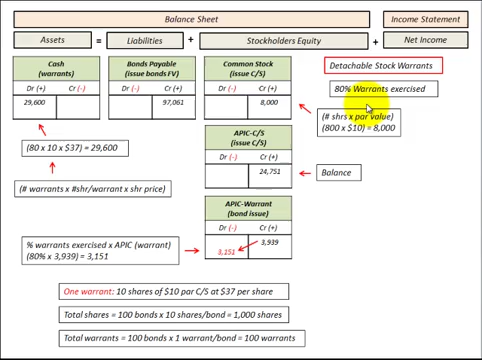 Balance Sheet
Income Statement
Assets = Liabilities + Stockholders Equity + Net Income
Cash
(warrants)
Dr (+) Cr (-)
29,600
Bonds Payable
(issue bonds FV)
Dr (-) Cr (+)
97,061
Common Stock
(issue C/S)
Dr (-) Cr (+)
8,000
Detachable Stock Warrants
80% Warrants exercised
(# shrs x par value)
(800 x $10) = 8,000
(80 x 10 x $37) = 29,600
(# warrants x #shr/warrant x shr price)
APIC-C/S
(issue C/S)
Dr (-) Cr (+)
24,751
Balance
APIC-Warrant
(bond issue)
Dr (-) Cr (+)
3,939
3,151
% warrants exercised x APIC (warrant)
(80% x 3,939) = 3,151
One warrant: 10 shares of $10 par C/S at $37 per share
Total shares = 100 bonds x 10 shares/bond = 1,000 shares
Total warrants = 100 bonds x 1 warrant/bond = 100 warrants